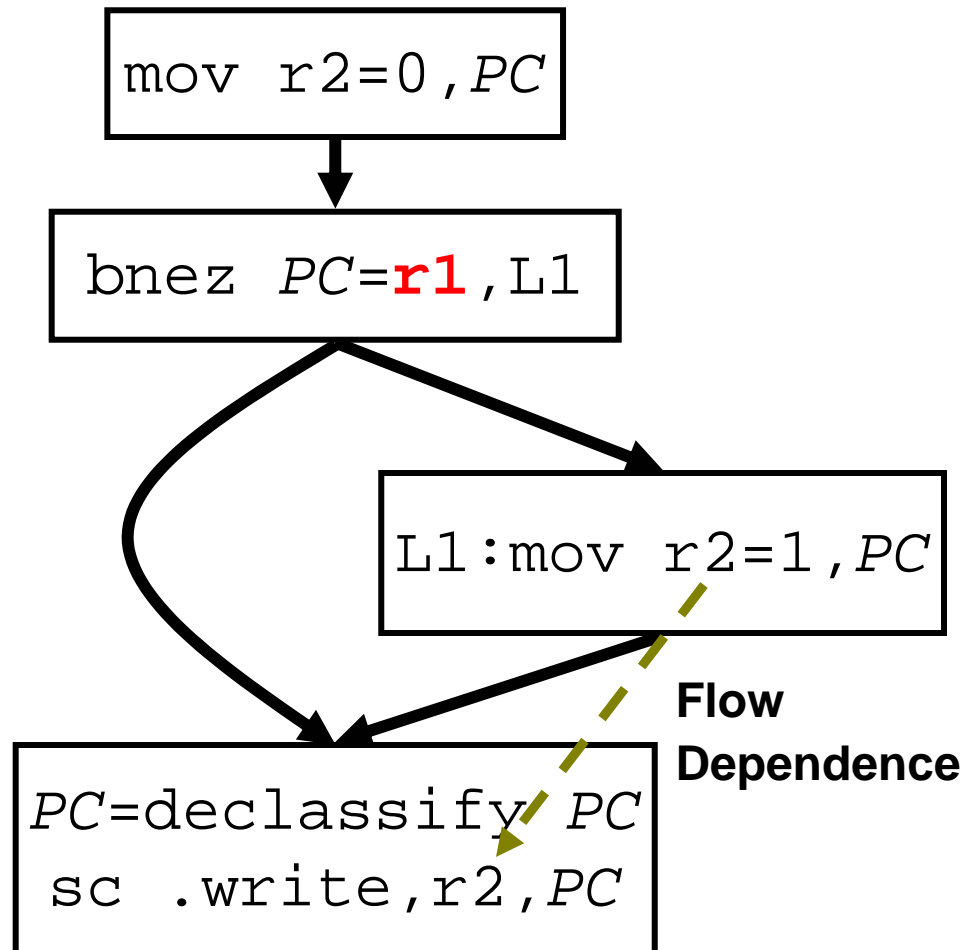 mov r2=0,PC
bnez PC=r1,L1
L1:mov r2=1,PC
Flow
Dependence
PC=declassify PC
sc .write,r2,PC